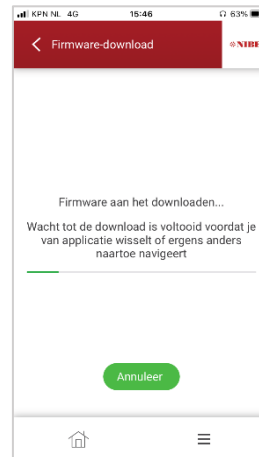 KPN NL 4G 15:46 63%
Firmware-download
NIBE
Firmware aan het downloaden...
Wacht tot de download is voltooid voordat je
van applicatie wisselt of ergens anders
naartoe navigeert
Annuleer